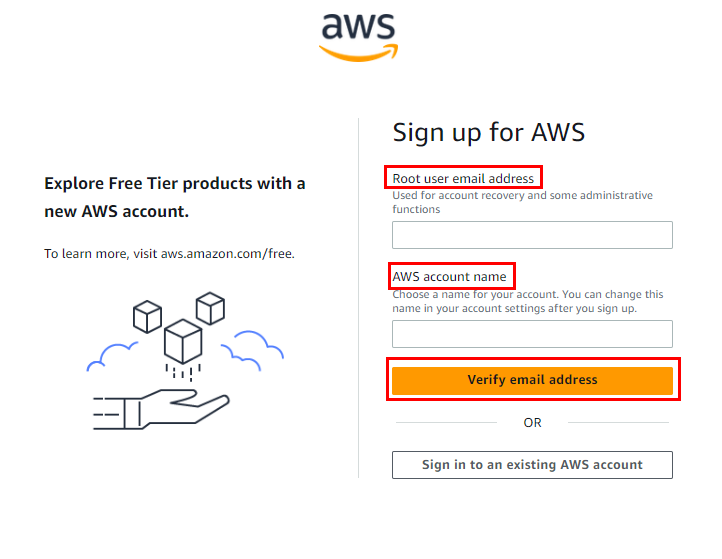 aws
Explore Free Tier products with a
new AWS account.
To learn more, visit aws.amazon.com/free.
Sign up for AWS
Root user email address
Used for account recovery and some administrative
functions
AWS account name
Choose a name for your account. You can change this
name in your account settings after you sign up.
Verify email address
OR
Sign in to an existing AWS account